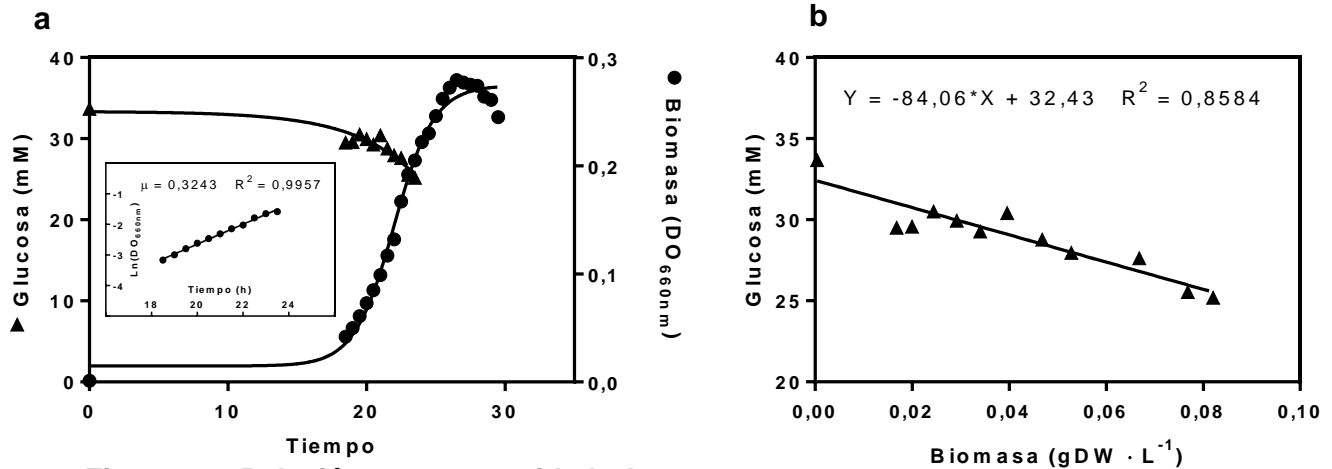 a
40
30
20
10
0
▲ Glucosa (mM)
0,3
0,2
0,1
0,0
● Biomasa (DO660nm)
0
10
20
30
Tiempo
μ = 0,3243 R2 = 0,9957
-1
-2
-3
-4
Ln(DO660nm)
Tiempo (h)
18
20
22
24
b
40
35
30
25
20
Glucosa (mM)
Y = -84,06*X + 32,43 R2 = 0,8584
0,00
0,02
0,04
0,06
0,08
0,10
Biomasa (gDW · L-1)